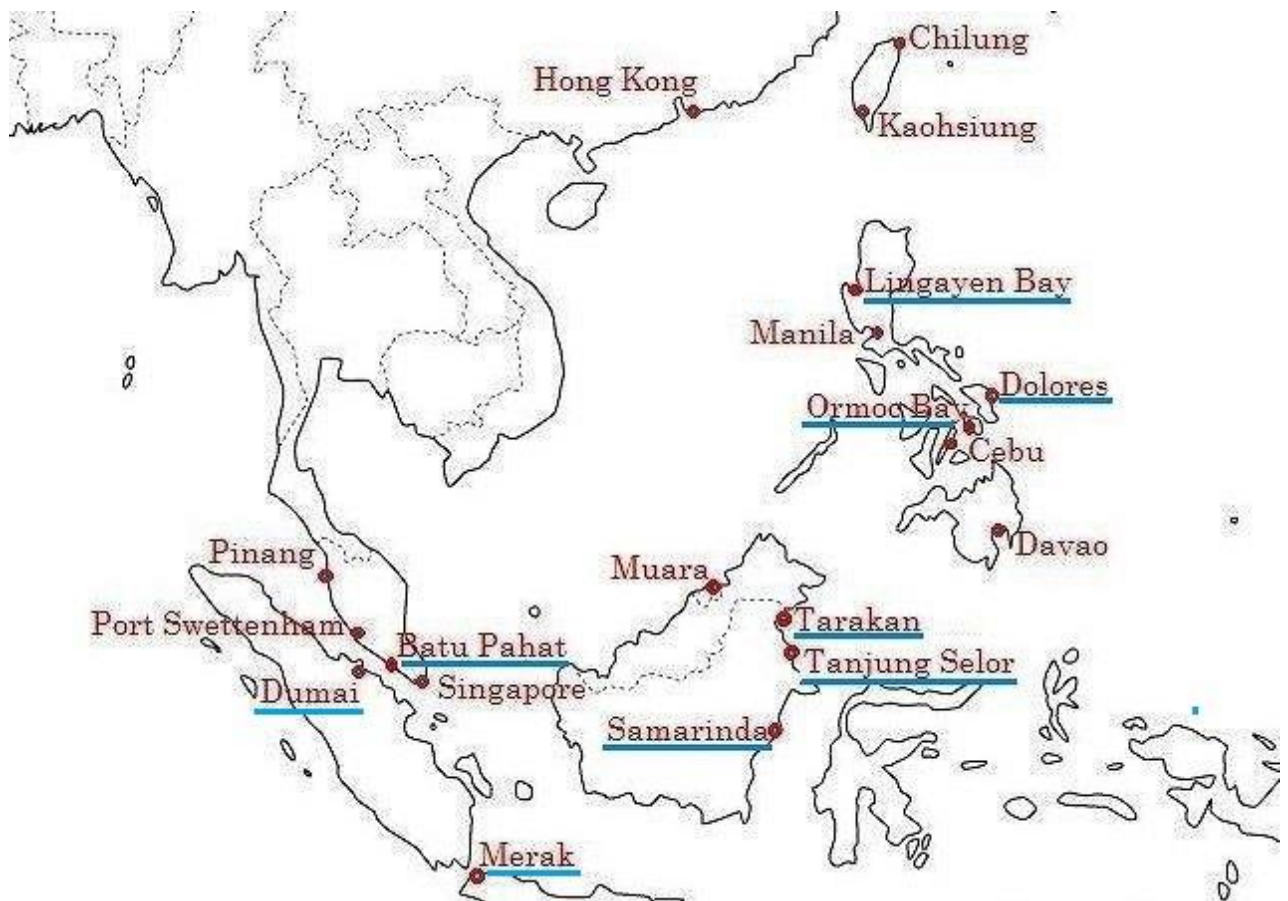 Chilung
Hong Kong
Kaohsiung
Lingayen Bay
Manila
Dolores
Ormoc Bay
Cebu
Davao
Pinang
Muara
Tarakan
Port Swettenham
Batu Pahat
Tanjung Selor
Dumai
Singapore
Samarinda
Merak